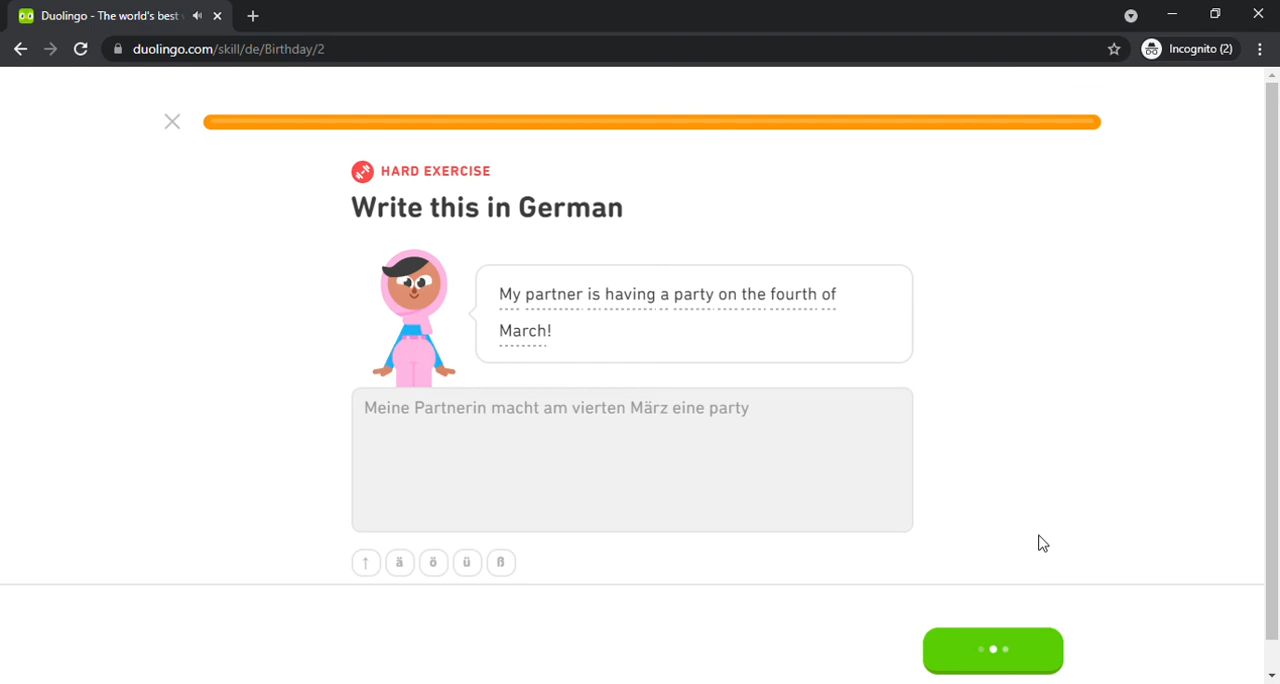 Duolingo - The world's best
duolingo.com/skill/de/Birthday/2
Incognito (2)
HARD EXERCISE
Write this in German
My partner is having a party on the fourth of
March!
Meine Partnerin macht am vierten März eine party
↑ ä ö ü ß